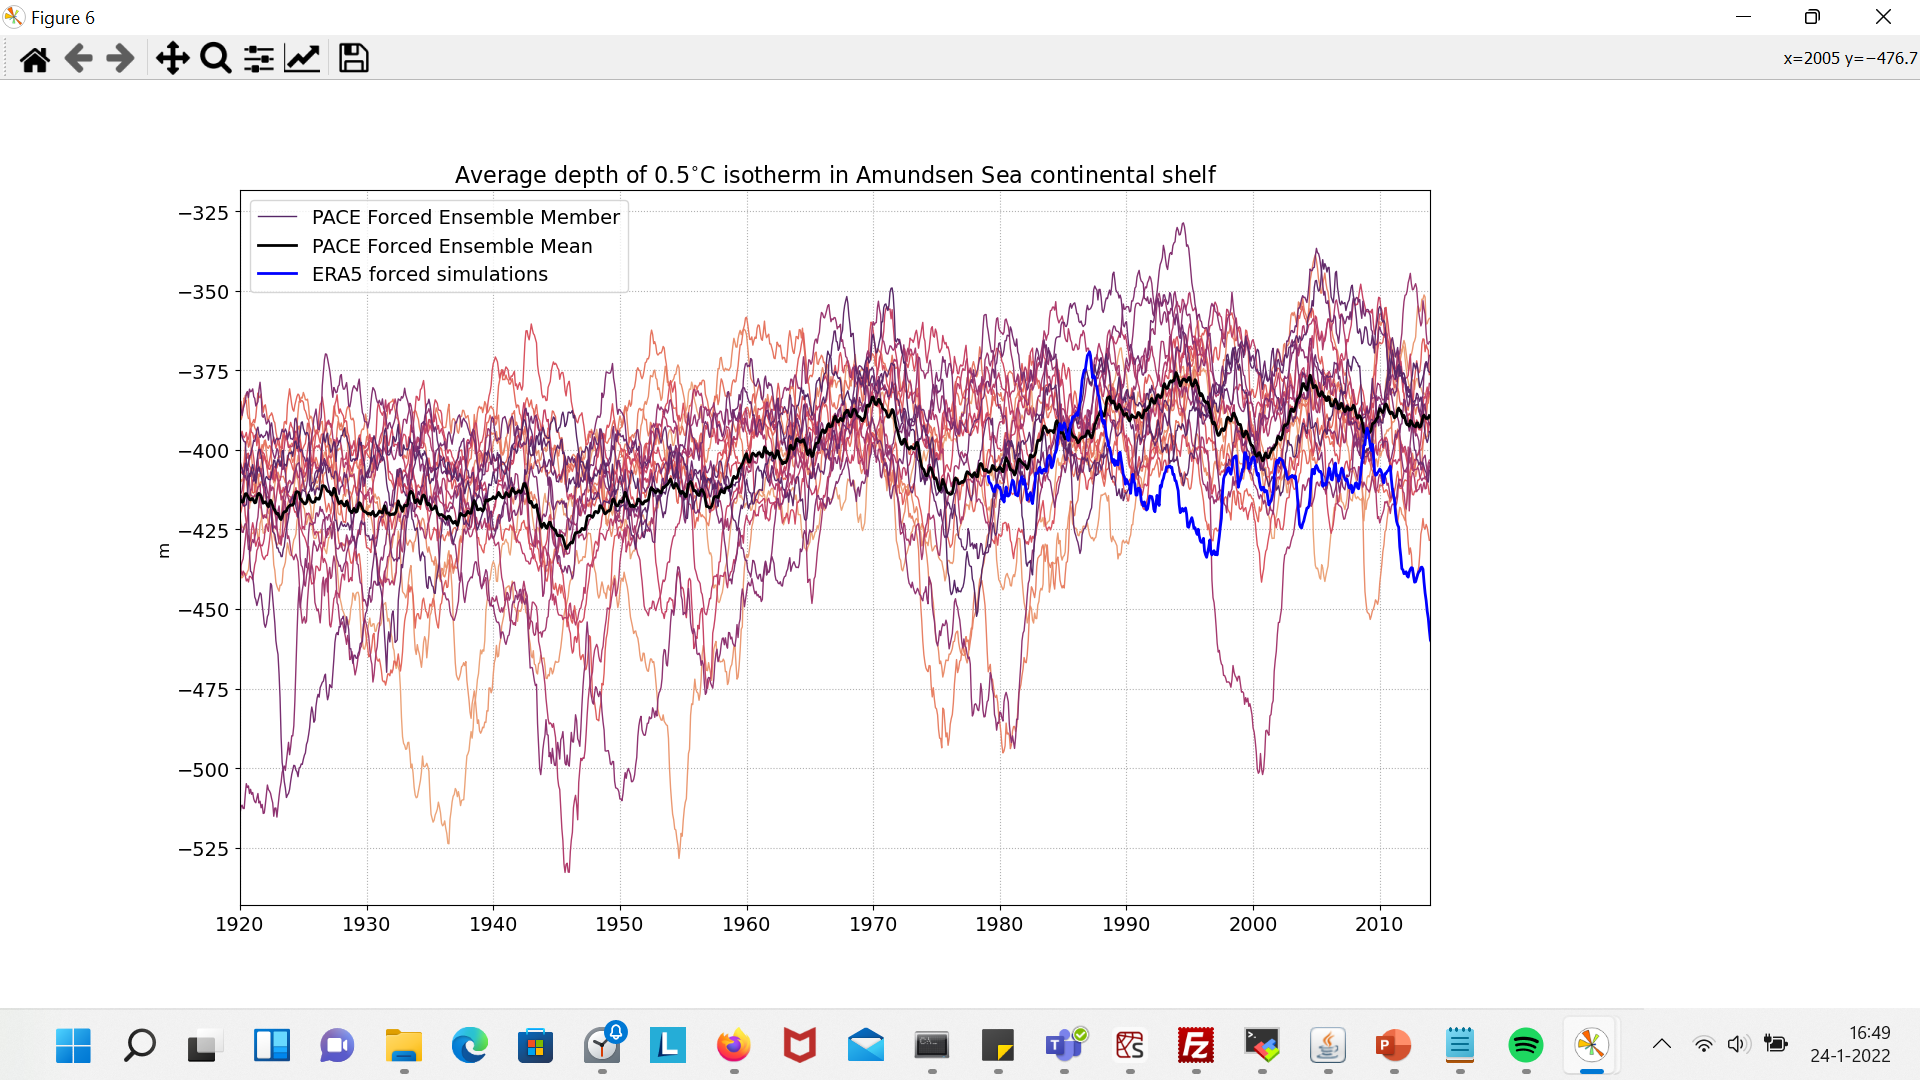 Figure 6
x=2005 y=−476.7
Average depth of 0.5°C isotherm in Amundsen Sea continental shelf
PACE Forced Ensemble Member
PACE Forced Ensemble Mean
ERA5 forced simulations
−325
−350
−375
−400
−425
−450
−475
−500
−525
m
1920 1930 1940 1950 1960 1970 1980 1990 2000 2010
16:49
24-1-2022